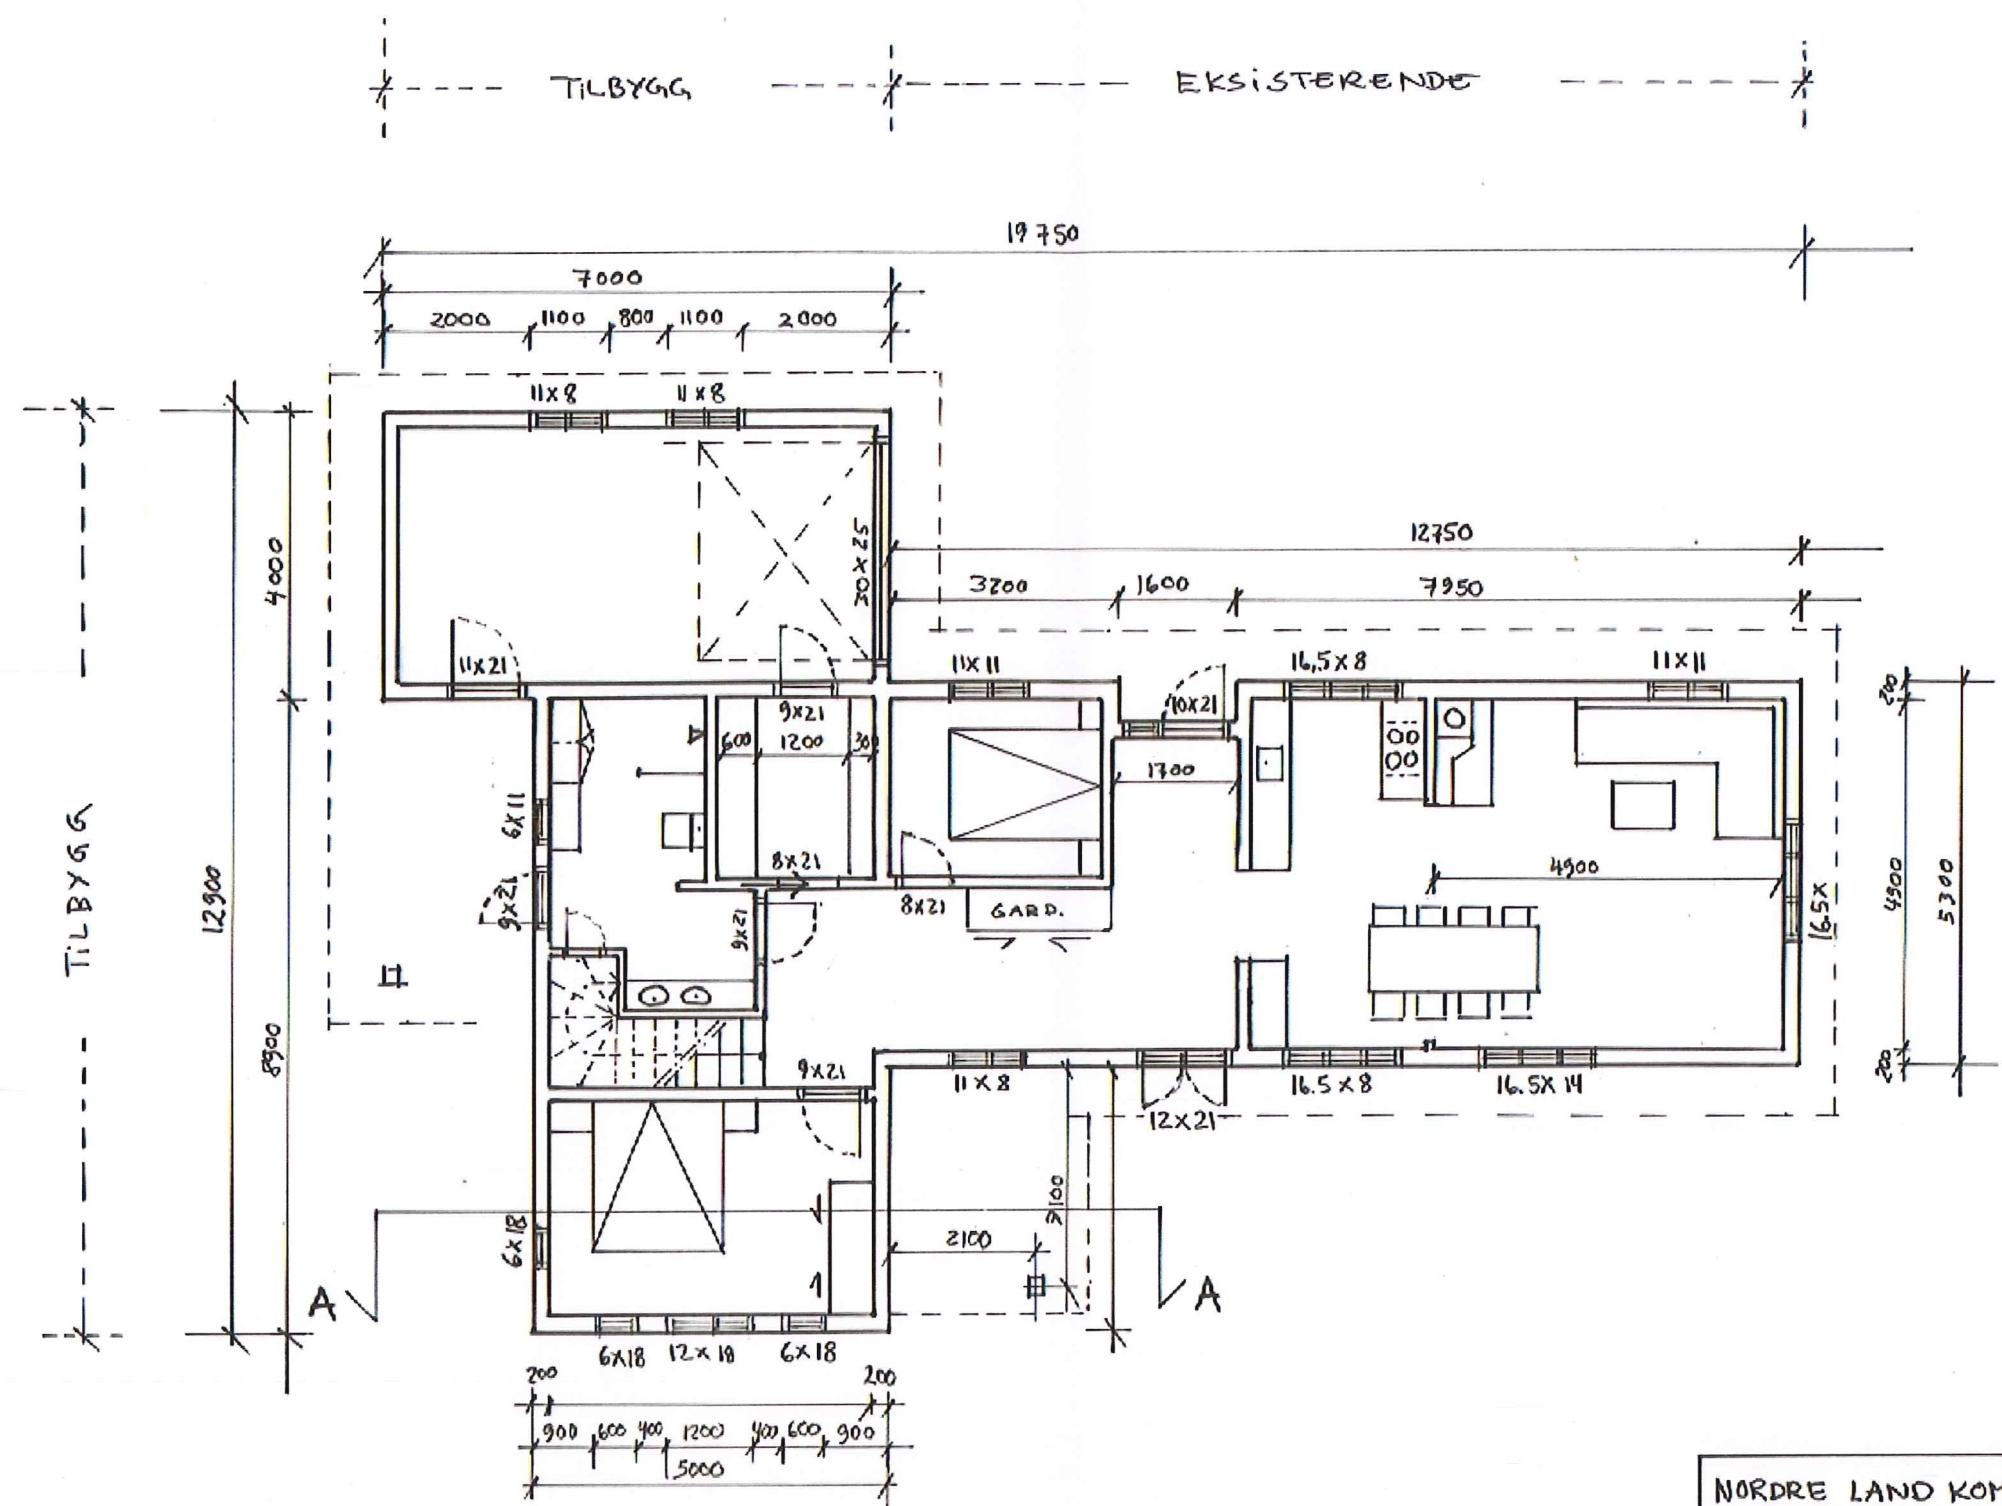 TILBYGG EKSISTERENDE
19 750
7000
2000 1100 800 1100 2000
11x8 11x8
12750
30x25
3200 1600 7950
4000
11x21 11x11 16,5x8 11x11
10x21
200
9x21
600 1200 300
1700
6x11
TILBYGG
8x21
4900
12900
9x21
9x21
8x21 GARD.
16.5x
4900
5300
8900
9x21
11x8 16.5x8 16.5x14
200
12x21
3100
6x18
2100
A A
6x18 12x18 6x18
200 200
900 600 400 1200 400 600 900
5000
NORDRE LAND KOM